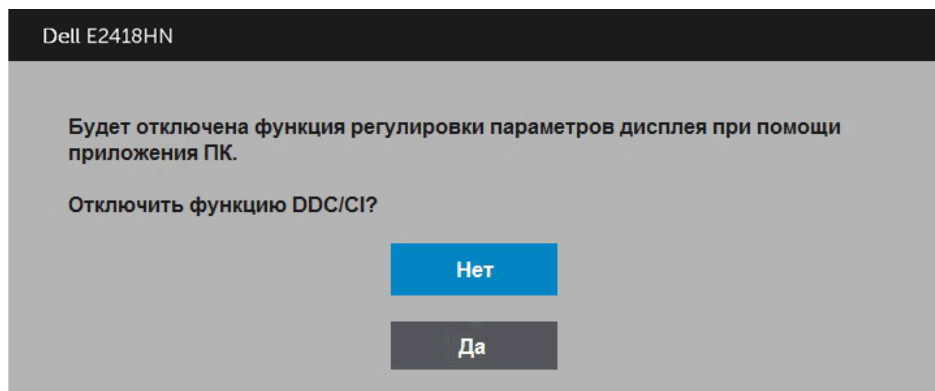 Dell E2418HN
Будет отключена функция регулировки параметров дисплея при помощи
приложения ПК.
Отключить функцию DDC/CI?
Нет
Да